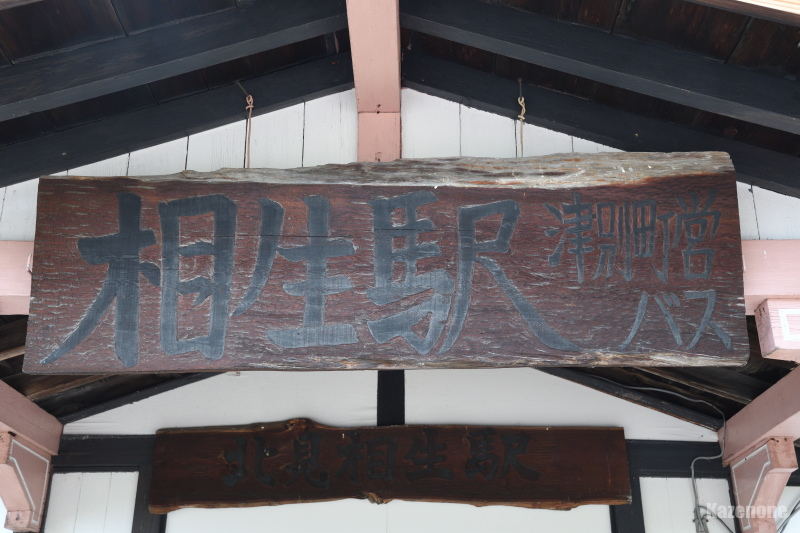 相生駅
津別町営
バス
北見相生駅
Kazenone